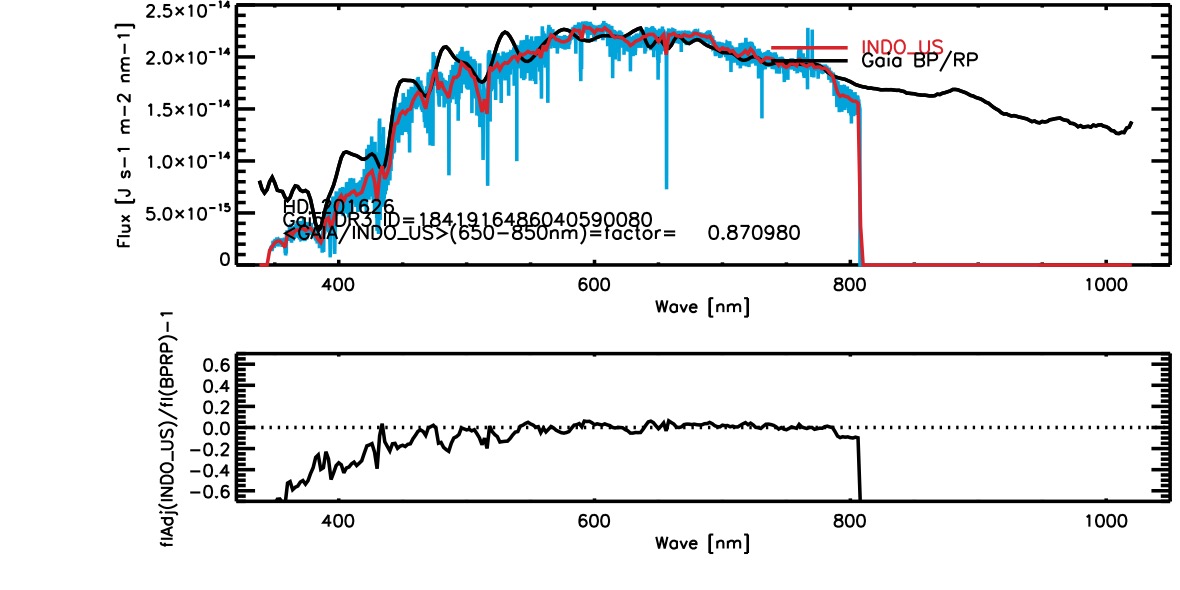 2.5×10⁻¹⁴
2.0×10⁻¹⁴
1.5×10⁻¹⁴
1.0×10⁻¹⁴
5.0×10⁻¹⁵
0
Flux [J s−1 m−2 nm−1]
INDO_US
Gaia BP/RP
HD 201626
Gaia DR3 ID= 1841916486040590080
<GAIA/INDO_US>(650−850nm)=factor= 0.870980
400 600 800 1000
Wave [nm]
0.6
0.4
0.2
0.0
−0.2
−0.4
−0.6
flAdj(INDO_US)/fl(BPRP)−1
400 600 800 1000
Wave [nm]